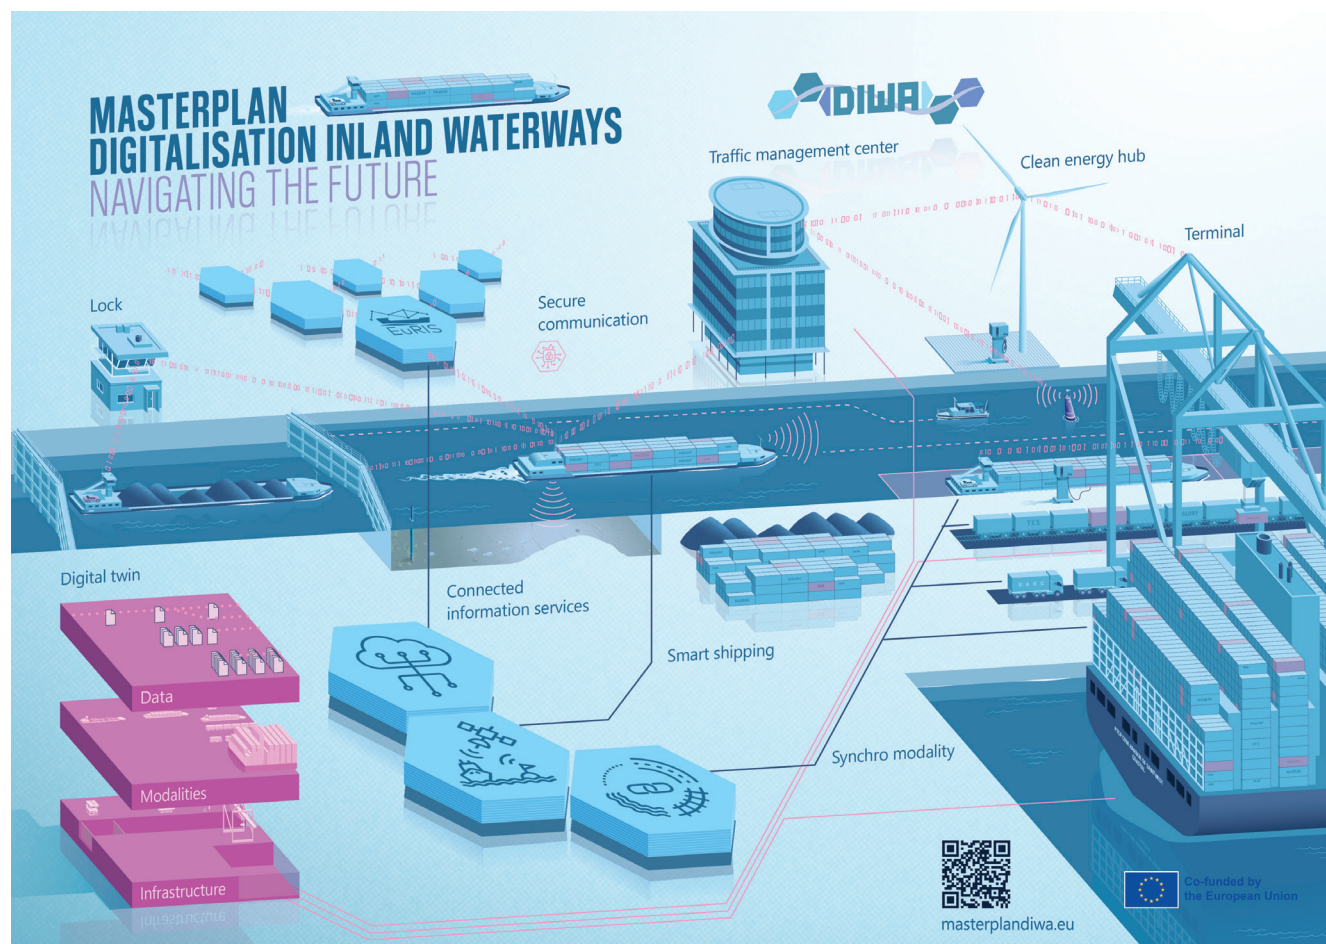 MASTERPLAN
DIGITALISATION INLAND WATERWAYS
NAVIGATING THE FUTURE
DIWA
Traffic management center
Clean energy hub
Terminal
Lock
EuRIS
Secure
communication
Digital twin
Connected
information services
Smart shipping
Synchro modality
Data
Modalities
Infrastructure
TEX
masterplandiwa.eu
Co-funded by
the European Union